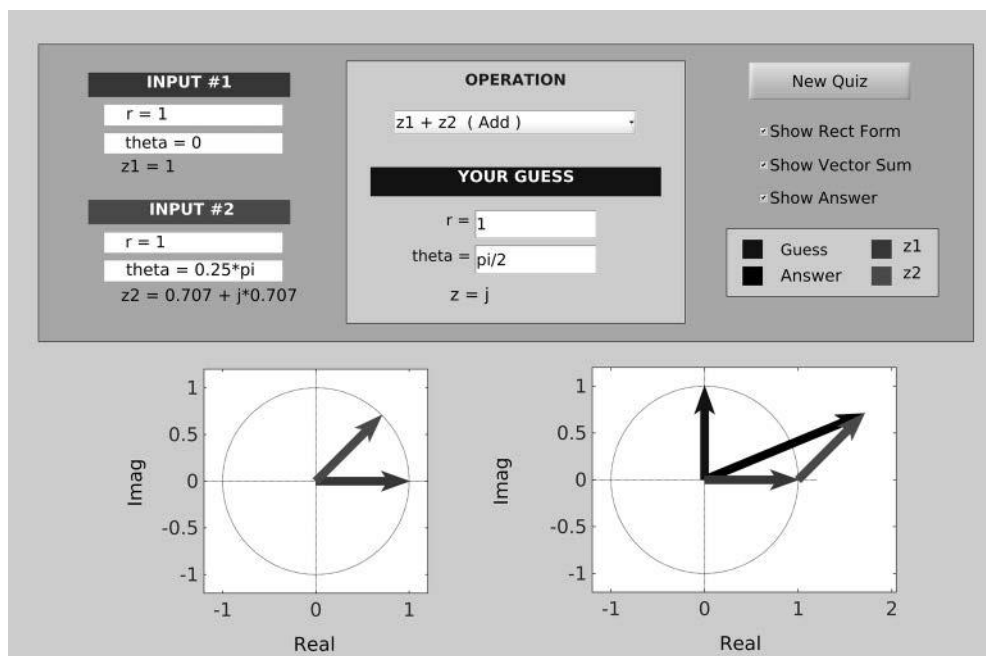 INPUT #1
r = 1
theta = 0
z1 = 1
INPUT #2
r = 1
theta = 0.25*pi
z2 = 0.707 + j*0.707
OPERATION
z1 + z2 ( Add )
YOUR GUESS
r = 1
theta = pi/2
z = j
New Quiz
Show Rect Form
Show Vector Sum
Show Answer
Guess z1
Answer z2
1
0.5
0
-0.5
-1
Imag
-1 0 1
Real
1
0.5
0
-0.5
-1
Imag
-1 0 1 2
Real